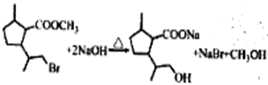 COOCH₃
Br
+2NaOH
△
COONa
OH
+NaBr+CH₃OH